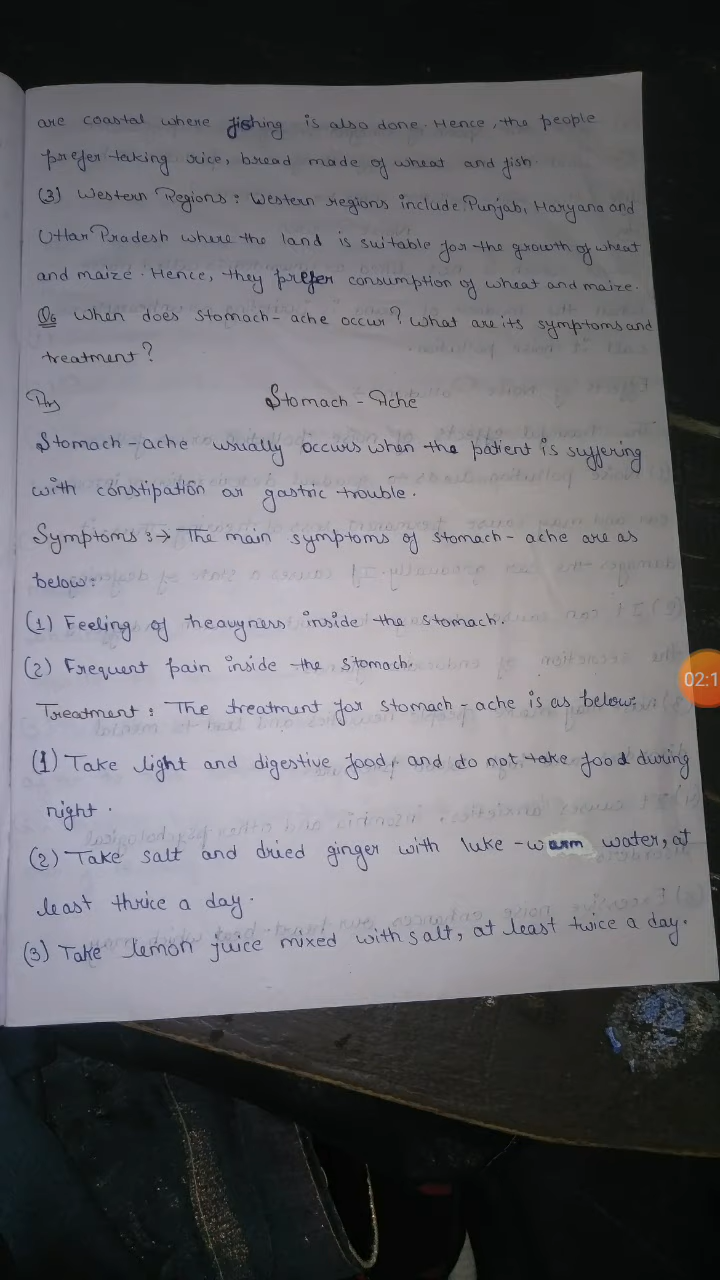 are coastal where fishing is also done. Hence, the people
prefer taking rice, bread made of wheat and fish.
(3) Western Regions: Western regions include Punjab, Haryana and
Uttar Pradesh where the land is suitable for the growth of wheat
and maize. Hence, they prefer consumption of wheat and maize.
Q6 When does stomach-ache occur? What are its symptoms and
treatment?
Ans Stomach-Ache
Stomach-ache usually occurs when the patient is suffering
with constipation or gastric trouble.
Symptoms :→ The main symptoms of stomach-ache are as
below:
(1) Feeling of heavyness inside the stomach.
(2) Frequent pain inside the stomach.
Treatment: The treatment for stomach-ache is as below:
(1) Take light and digestive food, and do not take food during
night.
(2) Take salt and dried ginger with luke-warm water, at
least thrice a day.
(3) Take lemon juice mixed with salt, at least twice a day.
02:1